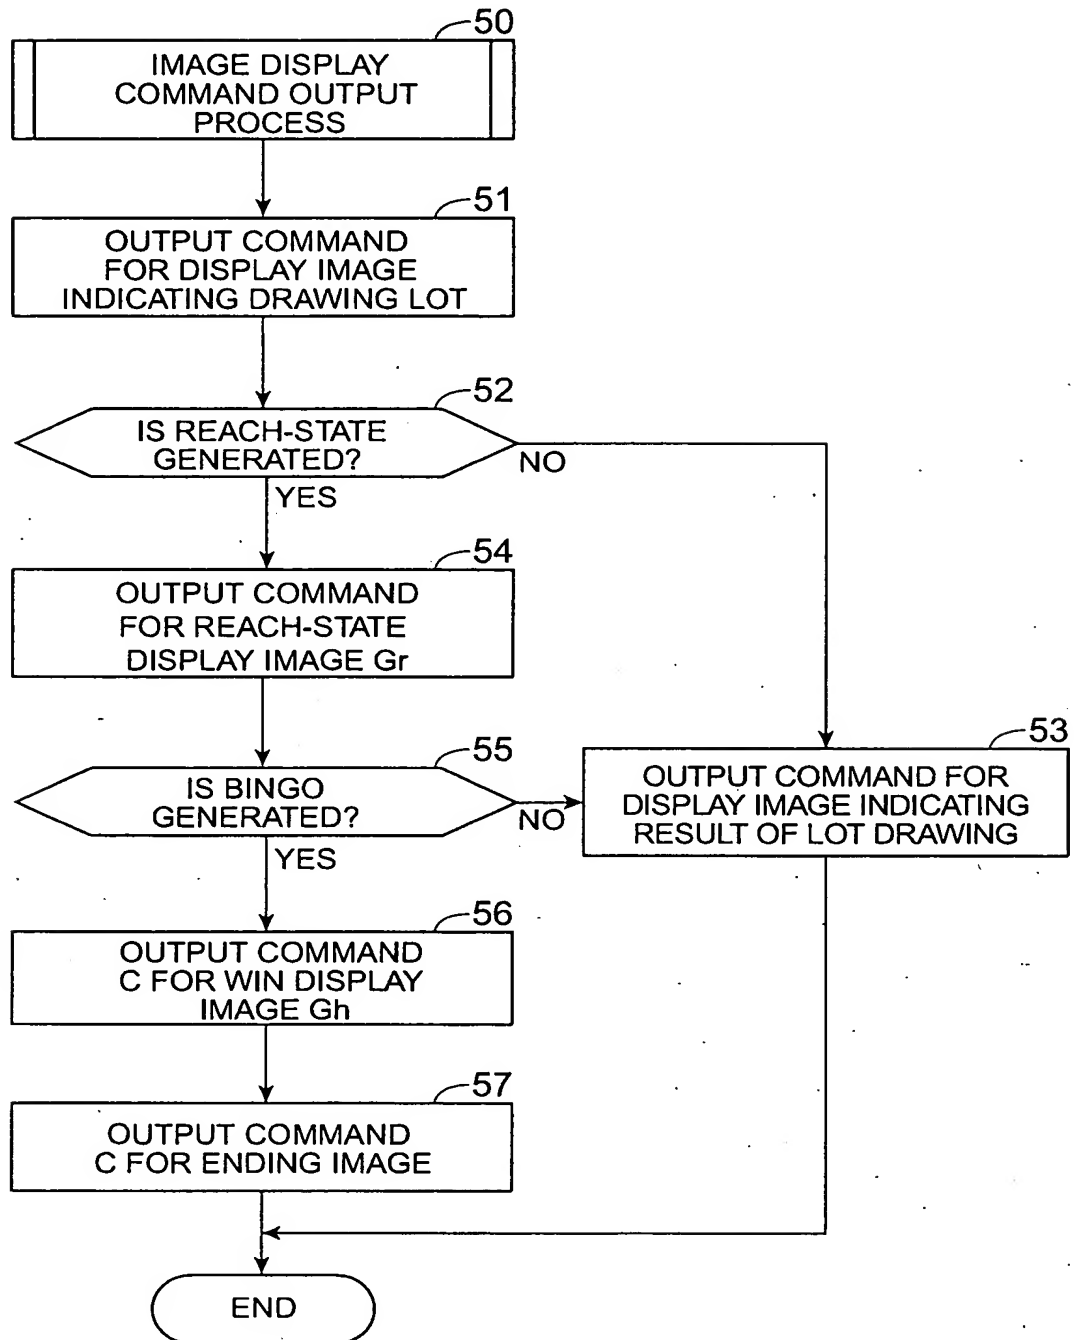 50
IMAGE DISPLAY
COMMAND OUTPUT
PROCESS
51
OUTPUT COMMAND
FOR DISPLAY IMAGE
INDICATING DRAWING LOT
52
IS REACH-STATE
GENERATED?
NO
YES
54
OUTPUT COMMAND
FOR REACH-STATE
DISPLAY IMAGE Gr
55
IS BINGO
GENERATED?
NO
YES
53
OUTPUT COMMAND FOR
DISPLAY IMAGE INDICATING
RESULT OF LOT DRAWING
56
OUTPUT COMMAND
C FOR WIN DISPLAY
IMAGE Gh
57
OUTPUT COMMAND
C FOR ENDING IMAGE
END